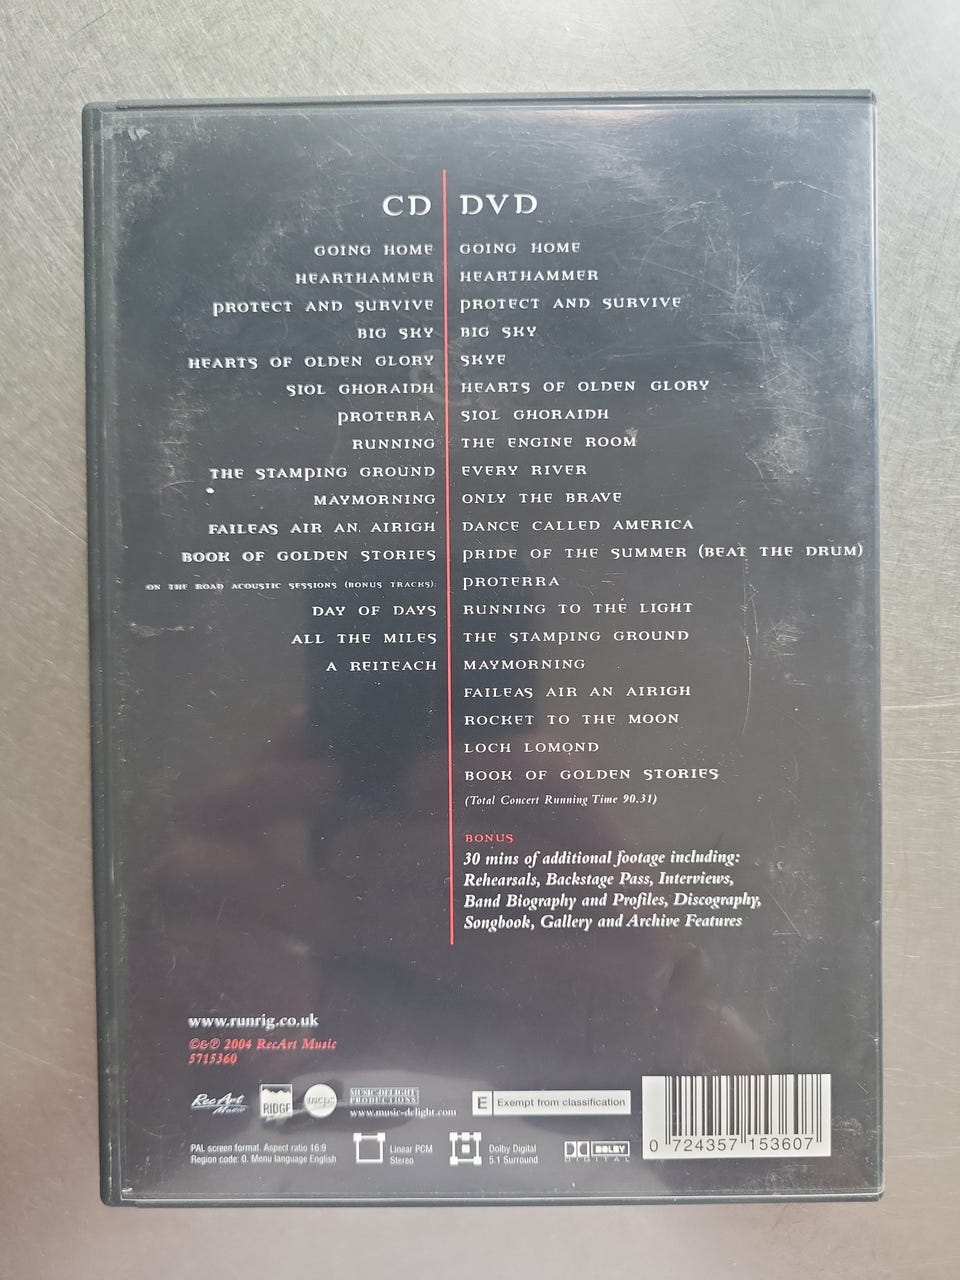 CD
GOING HOME
HEARTHAMMER
PROTECT AND SURVIVE
BIG SKY
HEARTS OF OLDEN GLORY
SIOL GHORAIDH
PROTERRA
RUNNING
THE STAMPING GROUND
MAYMORNING
FAILEAS AIR AN AIRIGH
BOOK OF GOLDEN STORIES
ON THE ROAD ACOUSTIC SESSIONS (BONUS TRACKS):
DAY OF DAYS
ALL THE MILES
A REITEACH
DVD
GOING HOME
HEARTHAMMER
PROTECT AND SURVIVE
BIG SKY
SKYE
HEARTS OF OLDEN GLORY
SIOL GHORAIDH
THE ENGINE ROOM
EVERY RIVER
ONLY THE BRAVE
DANCE CALLED AMERICA
PRIDE OF THE SUMMER (BEAT THE DRUM)
PROTERRA
RUNNING TO THE LIGHT
THE STAMPING GROUND
MAYMORNING
FAILEAS AIR AN AIRIGH
ROCKET TO THE MOON
LOCH LOMOND
BOOK OF GOLDEN STORIES
(Total Concert Running Time 90.31)
BONUS
30 mins of additional footage including:
Rehearsals, Backstage Pass, Interviews,
Band Biography and Profiles, Discography,
Songbook, Gallery and Archive Features
www.runrig.co.uk
©&℗ 2004 RecArt Music
5715360
RecArt
Music
RIDGE
mcps
MUSIC-DELIGHT
PRODUCTIONS
www.music-delight.com
E Exempt from classification
PAL screen format. Aspect ratio 16:9
Region code: 0. Menu language English
Linear PCM
Stereo
Dolby Digital
5.1 Surround
DOLBY
DIGITAL
0 724357 153607